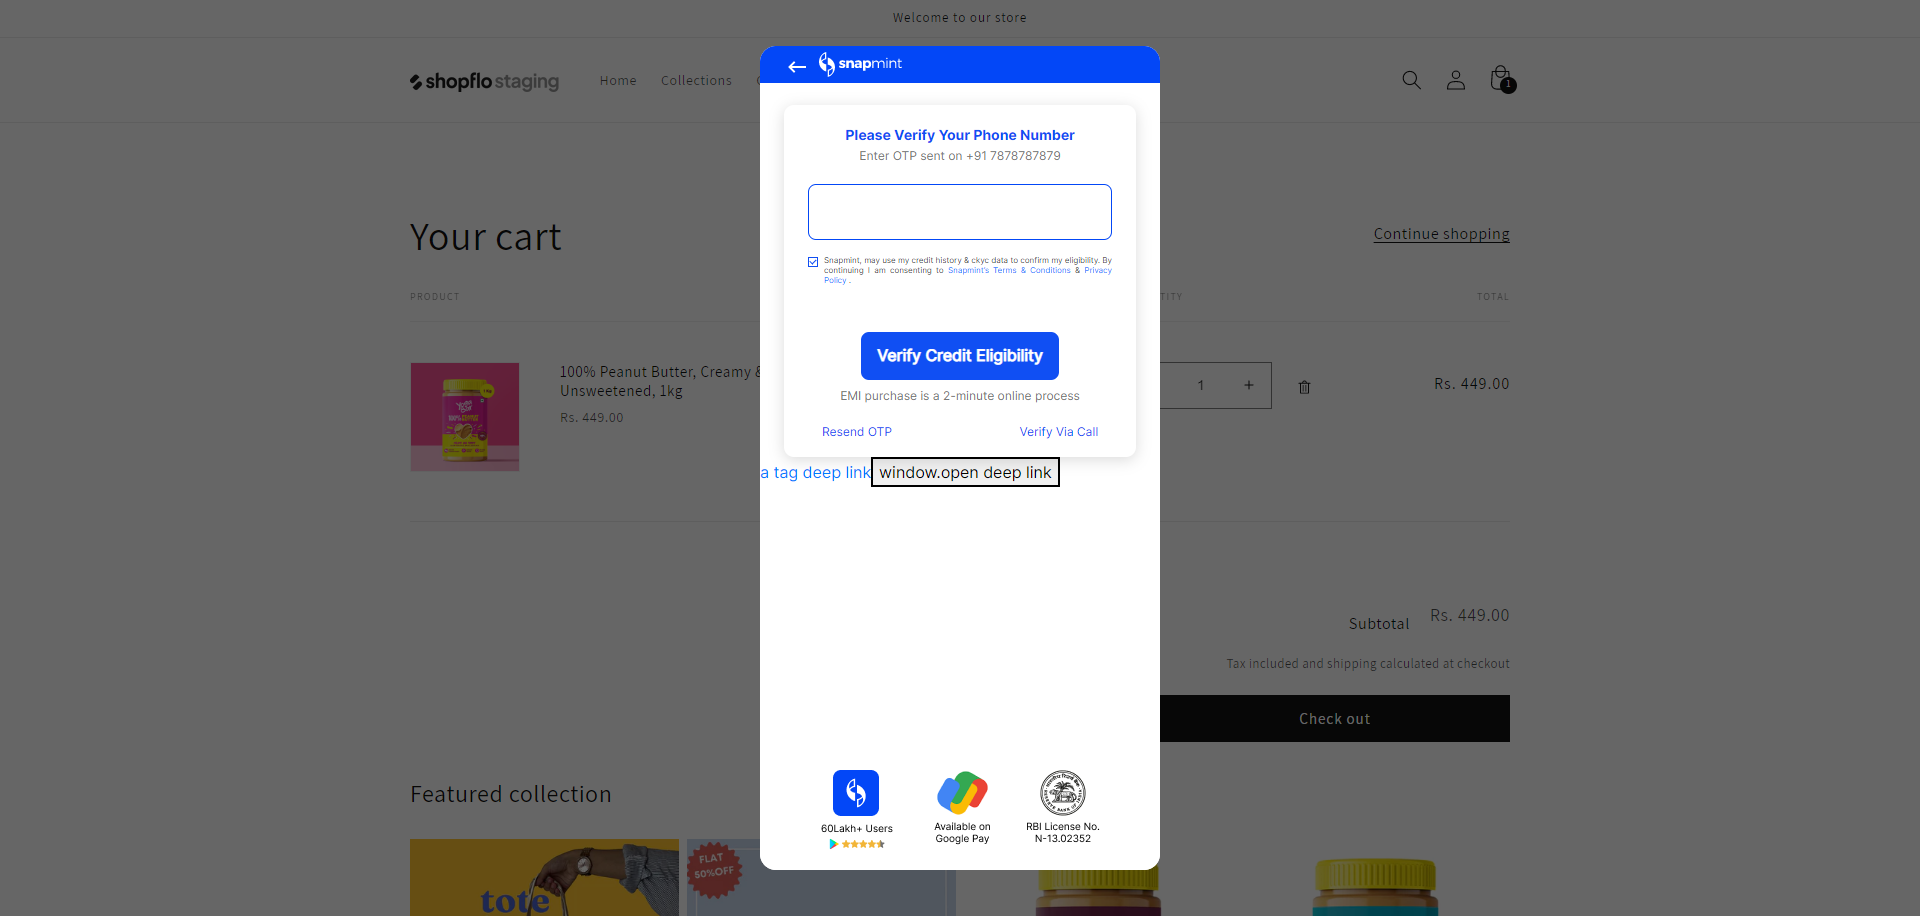 Welcome to our store
shopflo staging
Home
Collections
1
snapmint
Please Verify Your Phone Number
Enter OTP sent on +91 7878787879
Snapmint, may use my credit history & ckyc data to confirm my eligibility. By
continuing I am consenting to Snapmint's Terms & Conditions & Privacy
Policy .
Verify Credit Eligibility
EMI purchase is a 2-minute online process
Resend OTP
Verify Via Call
a tag deep link
window.open deep link
60Lakh+ Users
Available on
Google Pay
RBI License No.
N-13.02352
Your cart
Continue shopping
PRODUCT
TITY
TOTAL
100% Peanut Butter, Creamy &
Unsweetened, 1kg
Rs. 449.00
1
+
Rs. 449.00
Subtotal
Rs. 449.00
Tax included and shipping calculated at checkout
Check out
Featured collection
tote
FLAT
50%OFF